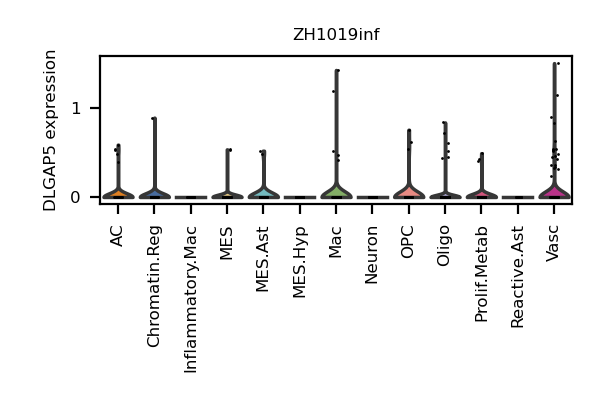 ZH1019inf
DLGAP5 expression
1
0
AC
Chromatin.Reg
Inflammatory.Mac
MES
MES.Ast
MES.Hyp
Mac
Neuron
OPC
Oligo
Prolif.Metab
Reactive.Ast
Vasc